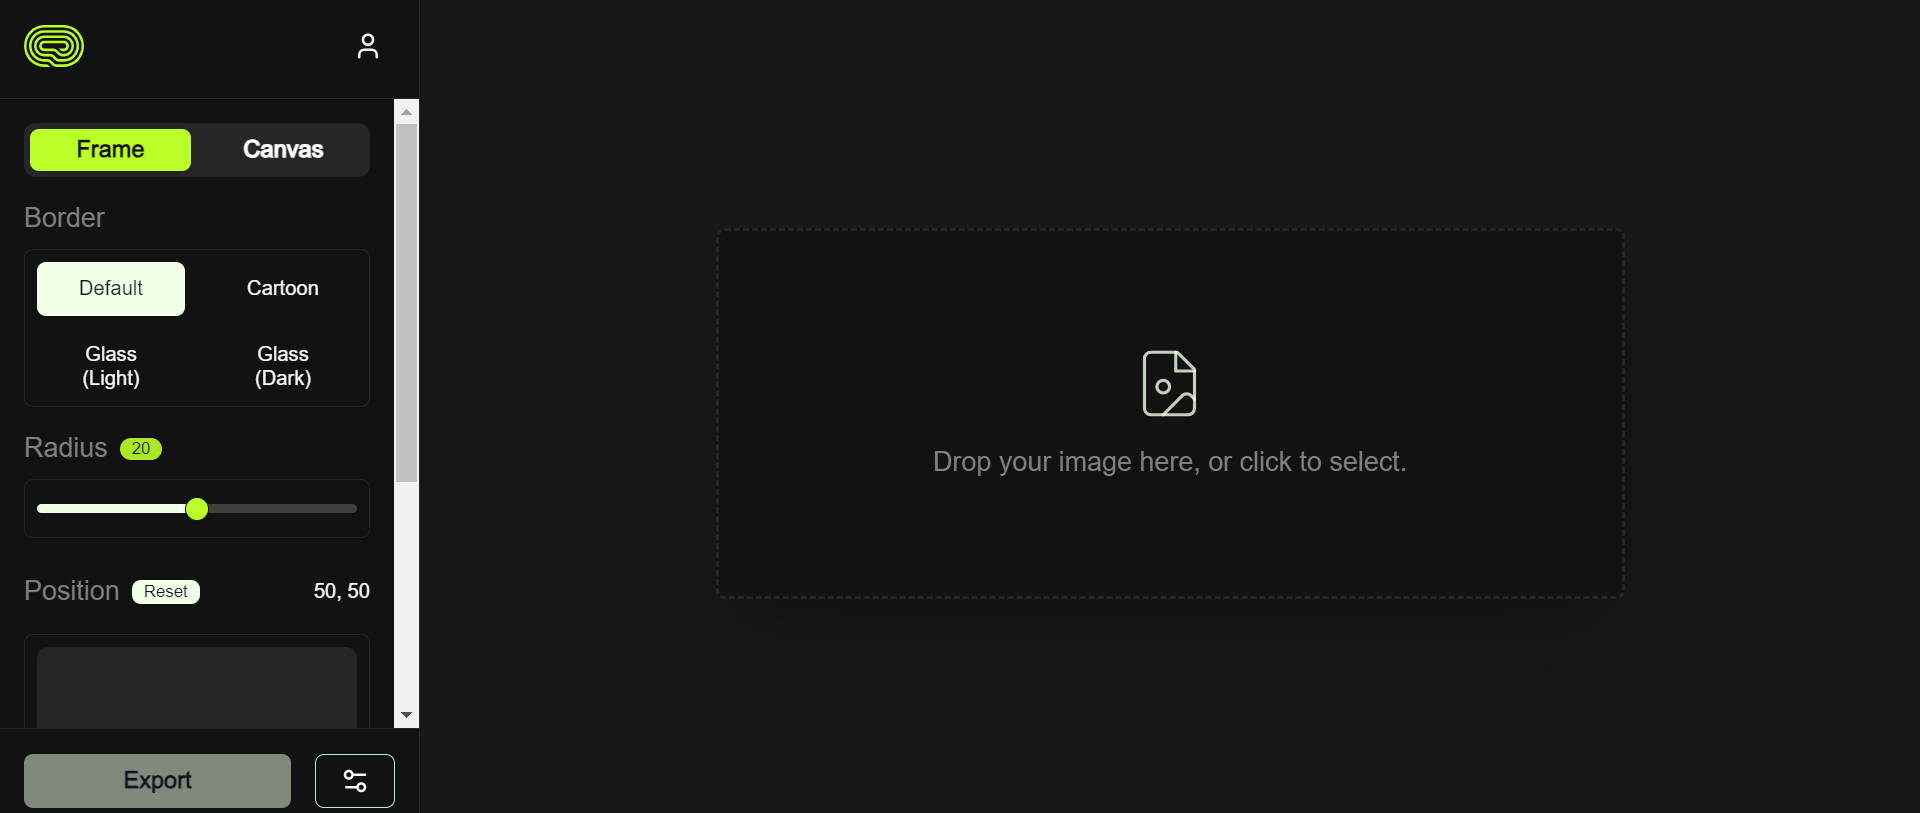 Frame Canvas
Border
Default Cartoon
Glass (Light) Glass (Dark)
Radius 20
Position Reset 50, 50
Export
Drop your image here, or click to select.